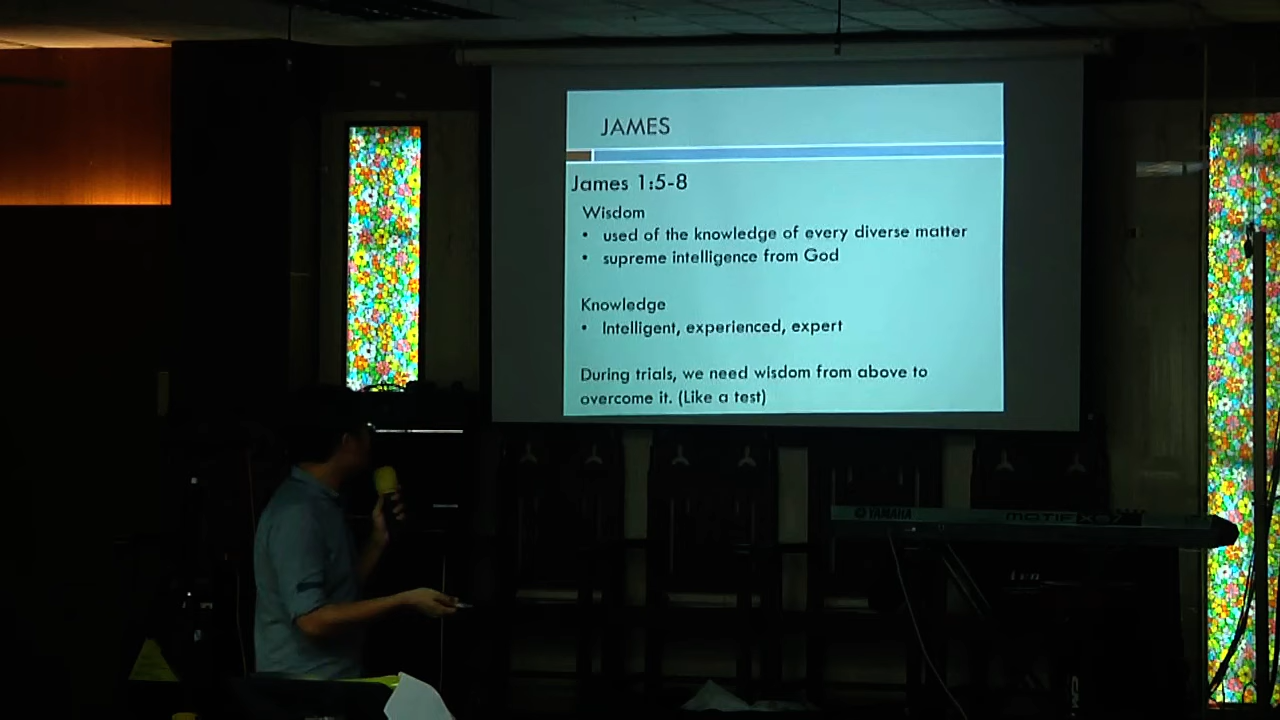 JAMES
James 1:5-8
Wisdom
• used of the knowledge of every diverse matter
• supreme intelligence from God
Knowledge
• Intelligent, experienced, expert
During trials, we need wisdom from above to
overcome it. (Like a test)
YAMAHA
MOTIF